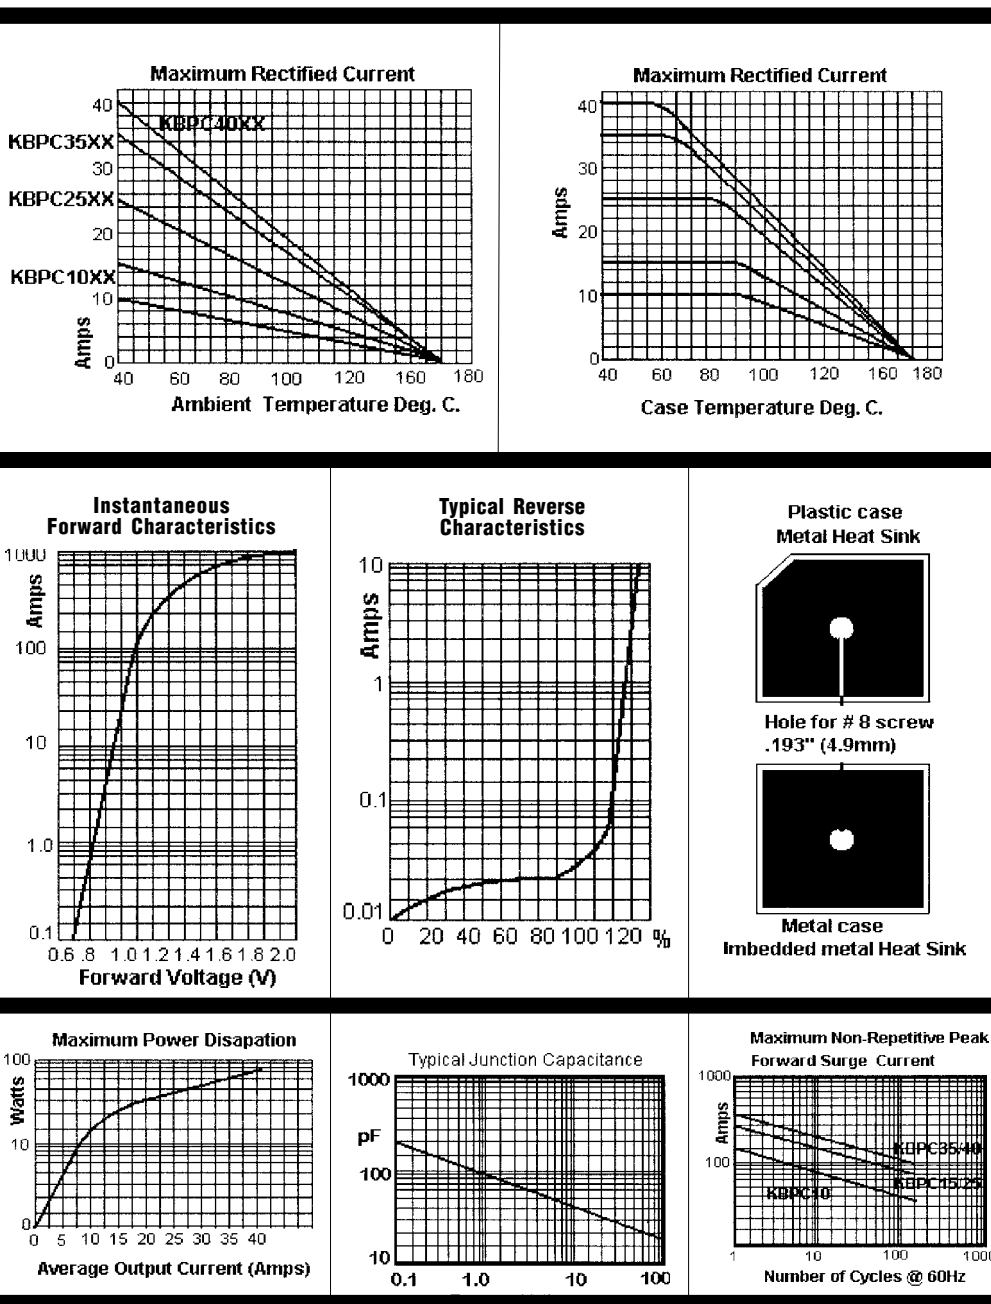 Maximum Rectified Current
40
KBPC40XX
KBPC35XX
30
KBPC25XX
20
KBPC10XX
10
Amps
0
40 60 80 100 120 160 180
Ambient Temperature Deg. C.
Maximum Rectified Current
40
30
Amps
20
10
0
40 60 80 100 120 160 180
Case Temperature Deg. C.
Instantaneous
Forward Characteristics
1000
Amps
100
10
1.0
0.1
0.6 .8 1.0 1.2 1.4 1.6 1.8 2.0
Forward Voltage (V)
Typical Reverse
Characteristics
10
Amps
1
0.1
0.01
0 20 40 60 80 100 120 %
Plastic case
Metal Heat Sink
Hole for # 8 screw
.193" (4.9mm)
Metal case
Imbedded metal Heat Sink
Maximum Power Disapation
100
Watts
10
0
0 5 10 15 20 25 30 35 40
Average Output Current (Amps)
Typical Junction Capacitance
1000
pF
100
10
0.1 1.0 10 100
Maximum Non-Repetitive Peak
Forward Surge Current
1000
Amps
100
KBPC35/40
KBPC15/25
KBPC10
1 10 100 1000
Number of Cycles @ 60Hz